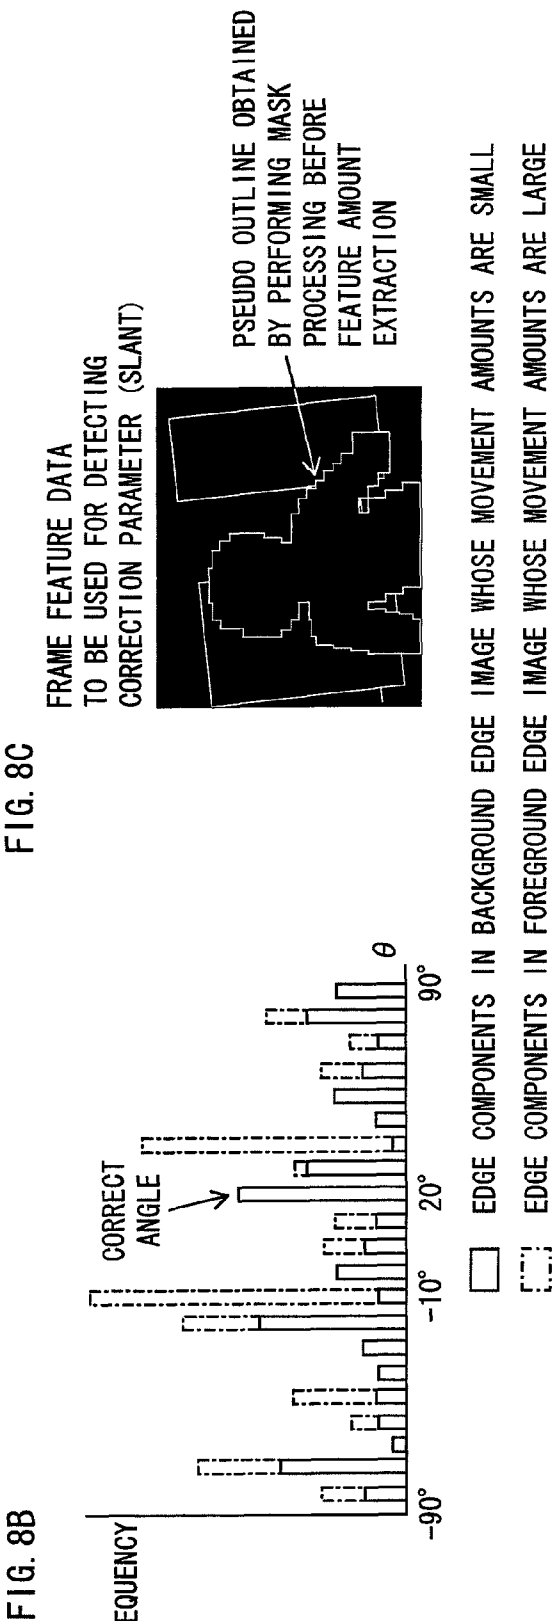 FIG. 8B
EQUENCY
CORRECT
ANGLE
-90°
-10°
20°
90°
θ
EDGE COMPONENTS IN BACKGROUND EDGE IMAGE WHOSE MOVEMENT AMOUNTS ARE SMALL
EDGE COMPONENTS IN FOREGROUND EDGE IMAGE WHOSE MOVEMENT AMOUNTS ARE LARGE
FIG. 8C
FRAME FEATURE DATA
TO BE USED FOR DETECTING
CORRECTION PARAMETER (SLANT)
PSEUDO OUTLINE OBTAINED
BY PERFORMING MASK
PROCESSING BEFORE
FEATURE AMOUNT
EXTRACTION